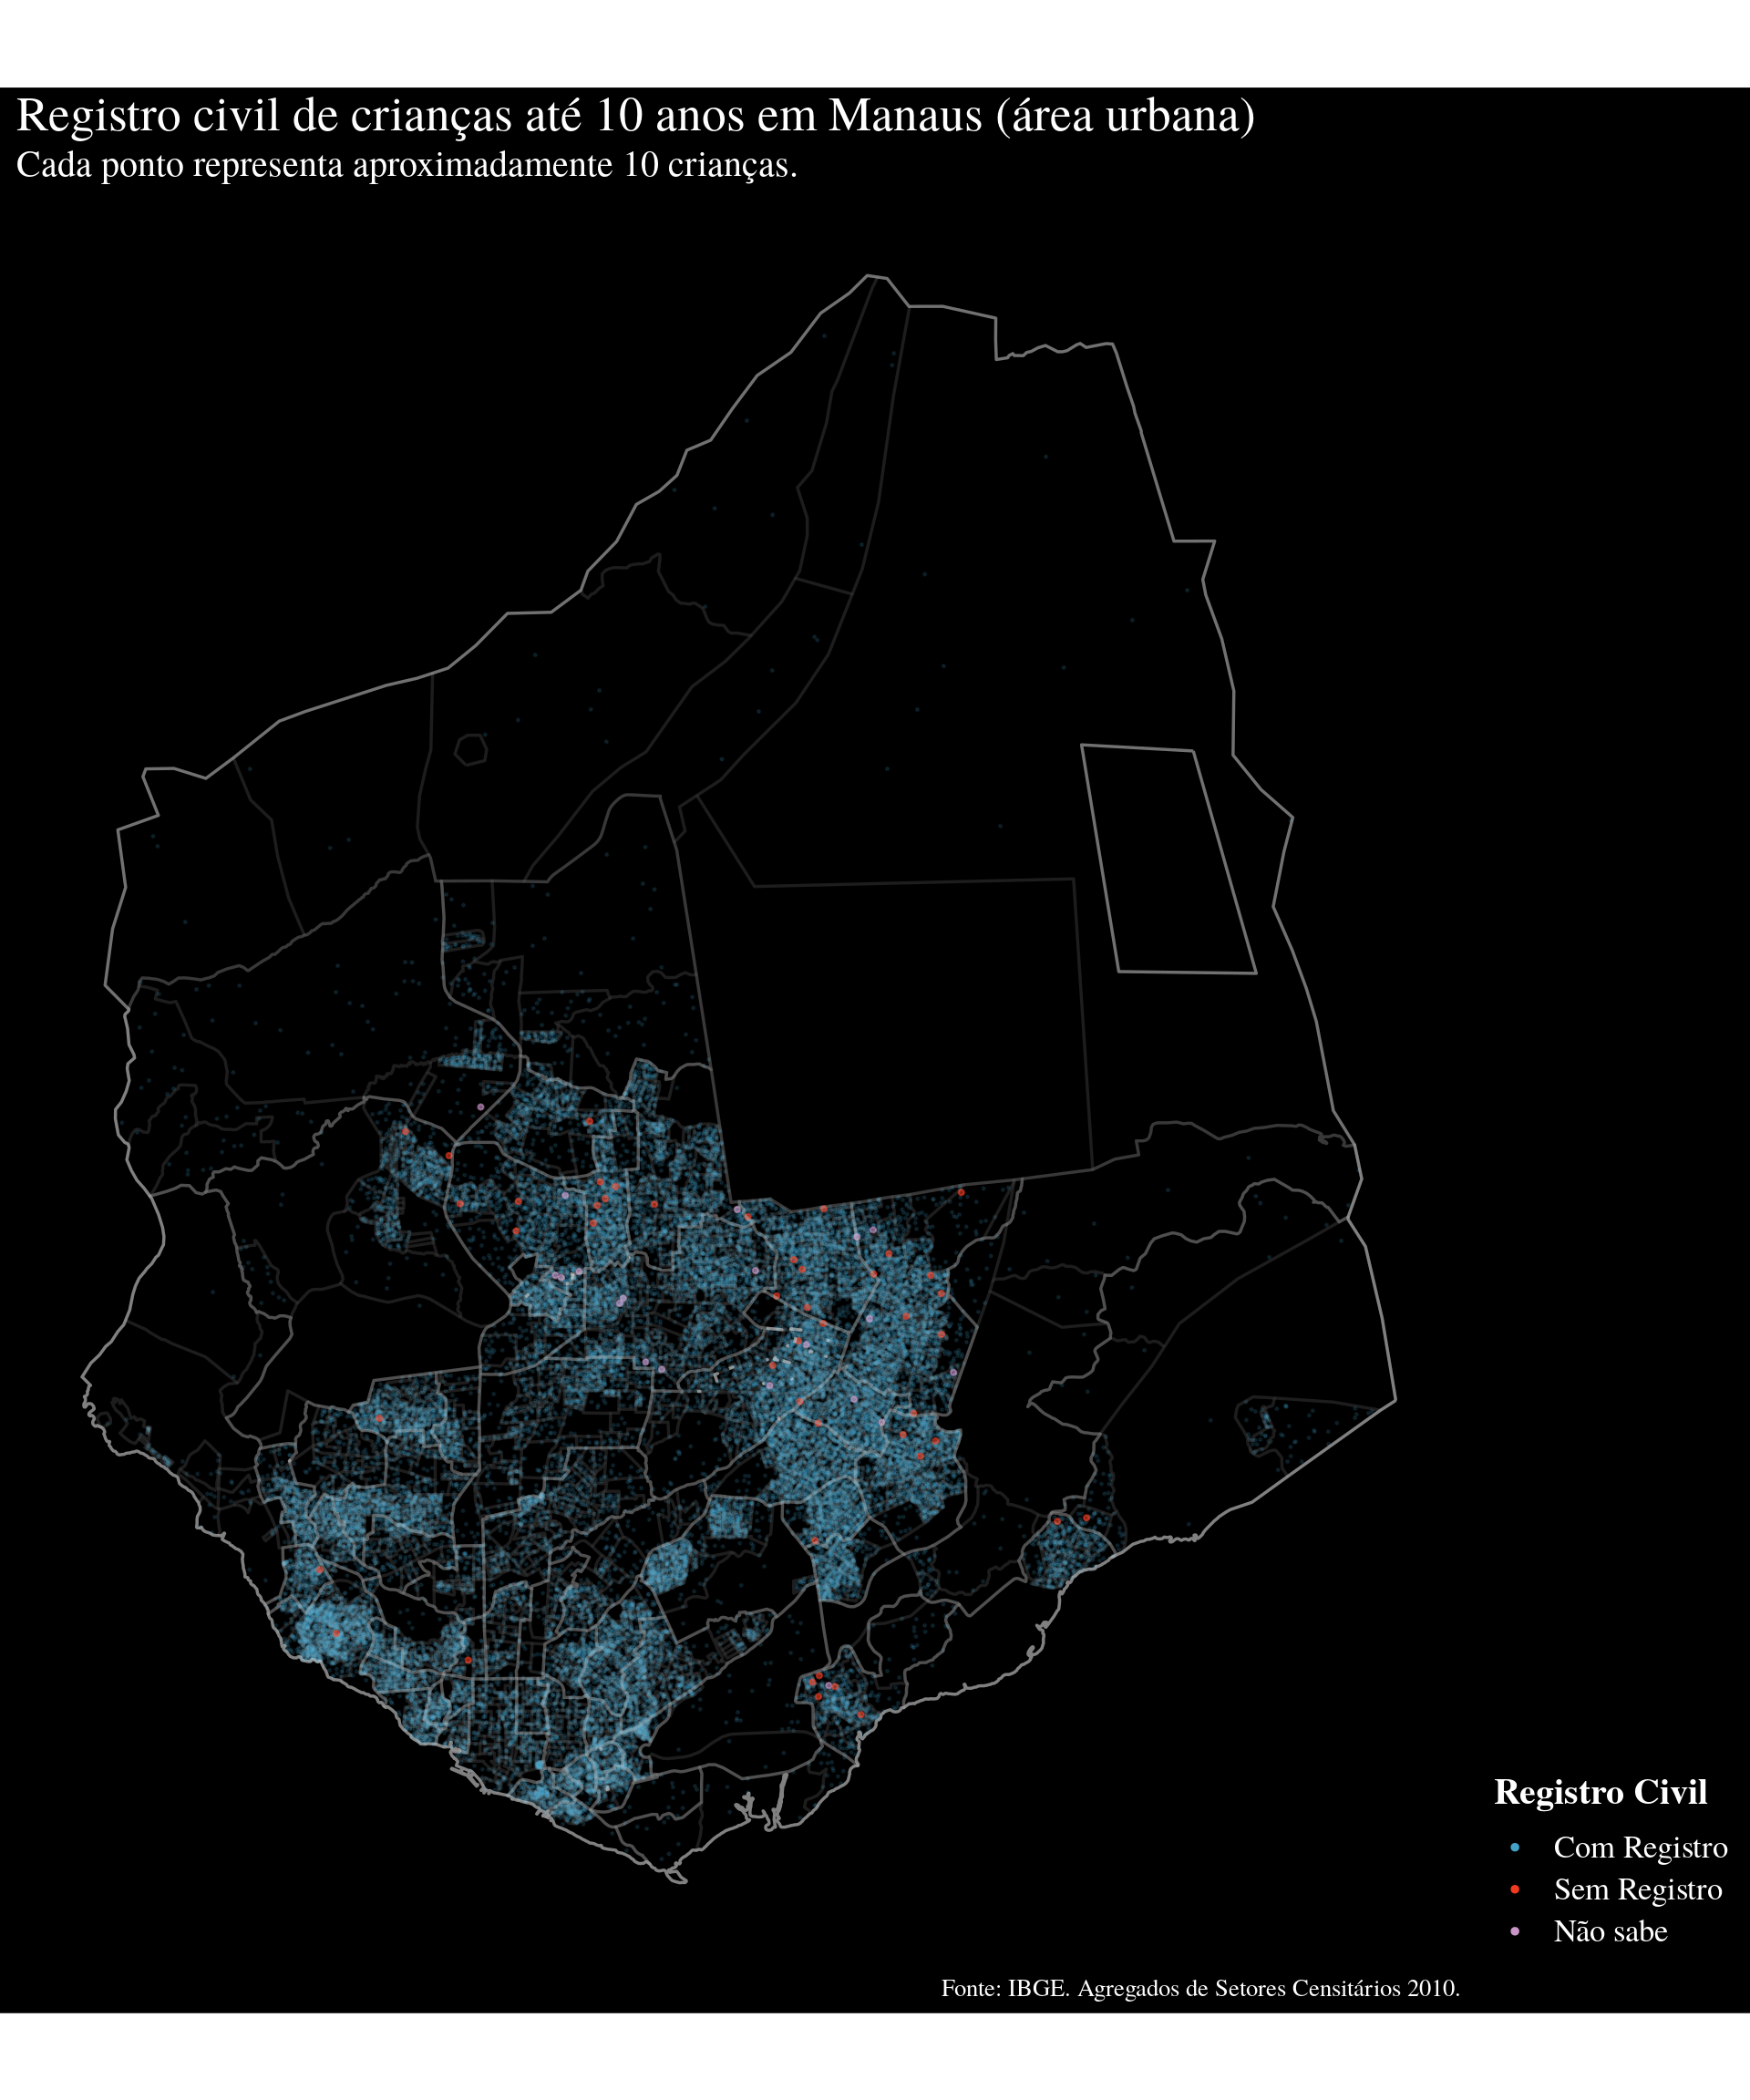 Registro civil de crianças até 10 anos em Manaus (área urbana)
Cada ponto representa aproximadamente 10 crianças.
Registro Civil
Com Registro
Sem Registro
Não sabe
Fonte: IBGE. Agregados de Setores Censitários 2010.